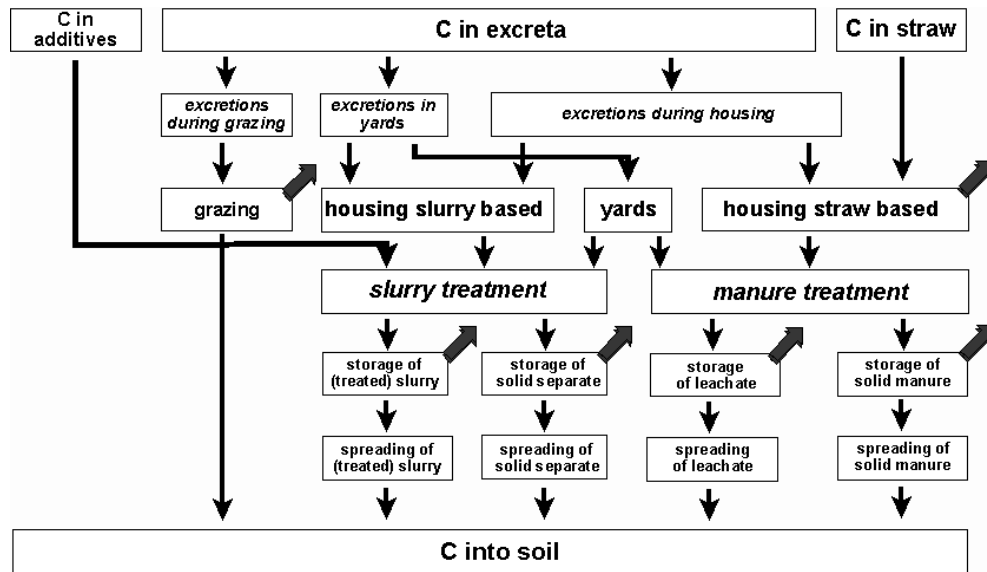 C in
additives
C in excreta
C in straw
excretions
during grazing
excretions in
yards
excretions during housing
grazing
housing slurry based
yards
housing straw based
slurry treatment
manure treatment
storage of
(treated) slurry
storage of
solid separate
storage
of leachate
storage of
solid manure
spreading of
(treated) slurry
spreading of
solid separate
spreading
of leachate
spreading of
solid manure
C into soil